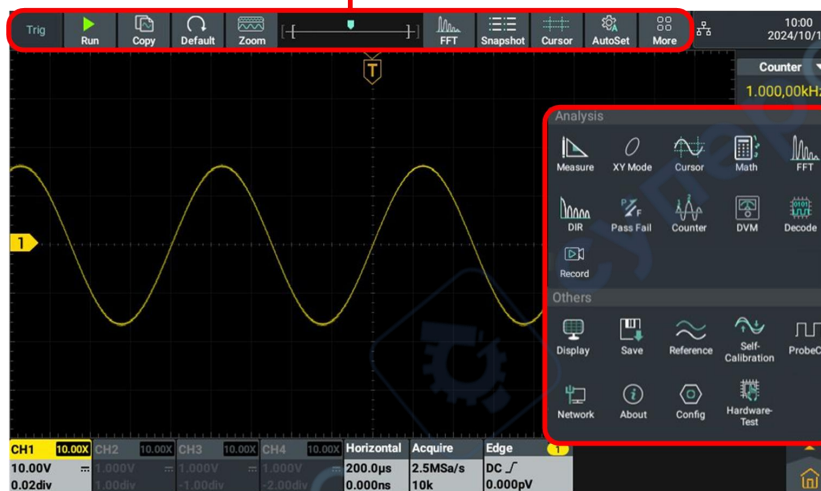 Trig Run Copy Default Zoom FFT Snapshot Cursor AutoSet More
10:00
2024/10/1
T
Counter
1.000,00kHz
Analysis
Measure XY Mode Cursor Math FFT
DIR Pass Fail Counter DVM Decode
Record
Others
Display Save Reference Self-Calibration ProbeC
Network About Config Hardware-Test
1
CH1 10.00X CH2 10.00X CH3 10.00X CH4 10.00X Horizontal Acquire Edge 1
10.00V 1.000V 1.000V 1.000V 200.0μs 2.5MSa/s DC
0.02div 1.00div -1.00div -2.00div 0.000ns 10k 0.000pV
супер